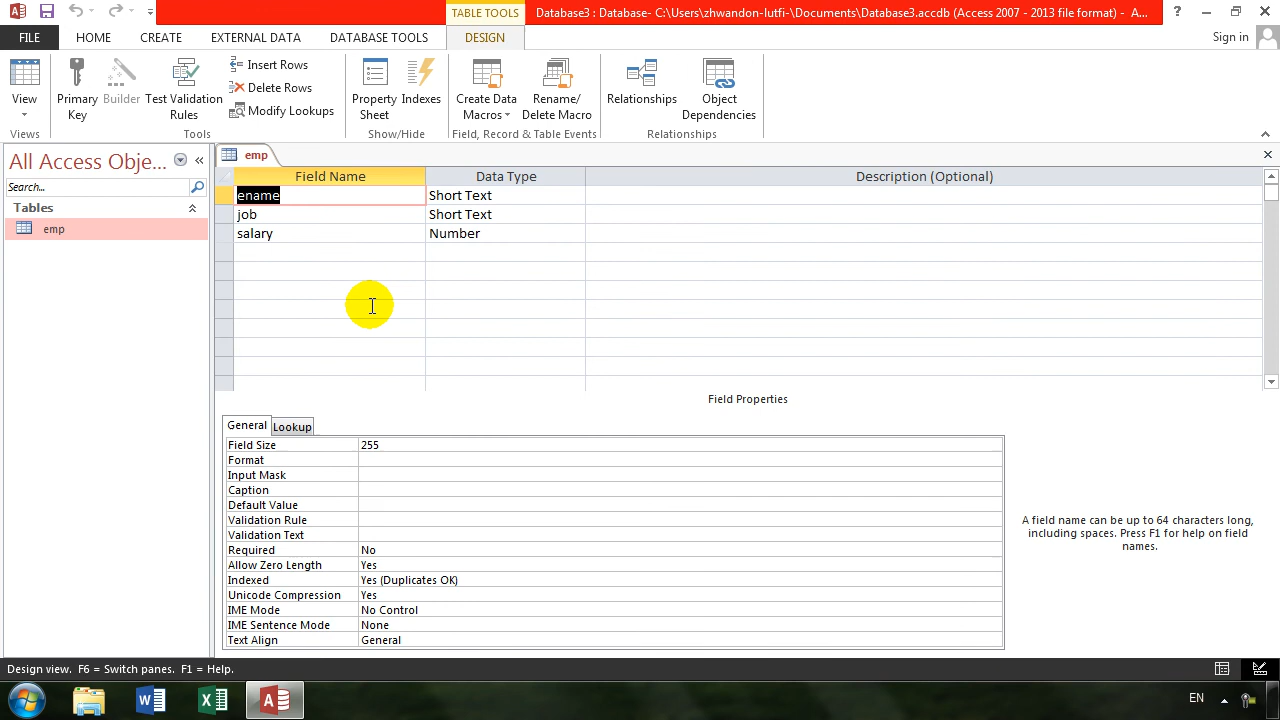 TABLE TOOLS
Database3 : Database- C:\Users\zhwandon-lutfi-\Documents\Database3.accdb (Access 2007 - 2013 file format) - A...
FILE HOME CREATE EXTERNAL DATA DATABASE TOOLS DESIGN Sign in
View
Primary Key
Builder
Test Validation Rules
Insert Rows
Delete Rows
Modify Lookups
Property Sheet
Indexes
Create Data Macros
Rename/ Delete Macro
Relationships
Object Dependencies
Views Tools Show/Hide Field, Record & Table Events Relationships
All Access Obje...
Search...
Tables
emp
emp
Field Name Data Type Description (Optional)
ename Short Text
job Short Text
salary Number
Field Properties
General Lookup
Field Size 255
Format
Input Mask
Caption
Default Value
Validation Rule
Validation Text
Required No
Allow Zero Length Yes
Indexed Yes (Duplicates OK)
Unicode Compression Yes
IME Mode No Control
IME Sentence Mode None
Text Align General
A field name can be up to 64 characters long,
including spaces. Press F1 for help on field
names.
Design view. F6 = Switch panes. F1 = Help.
EN